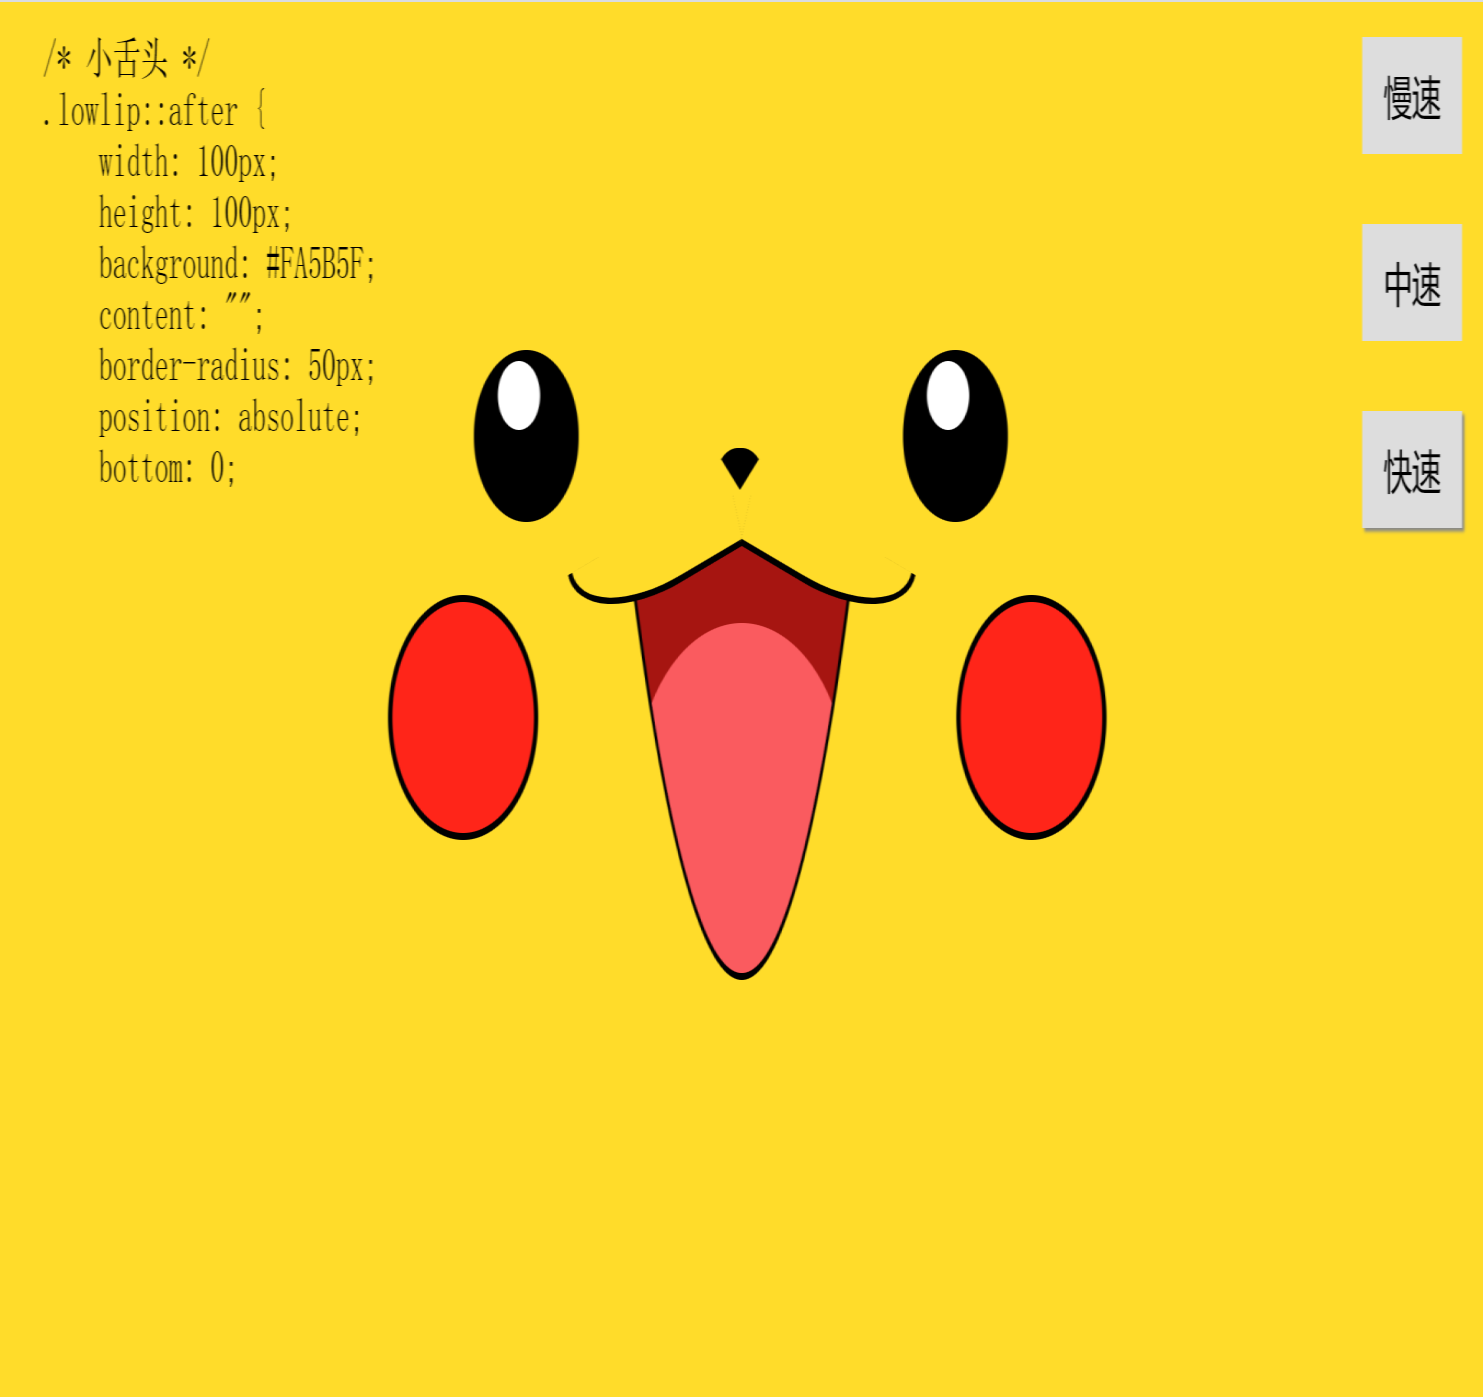 /* 小舌头 */
.lowlip::after {
    width: 100px;
    height: 100px;
    background: #FA5B5F;
    content: "";
    border-radius: 50px;
    position: absolute;
    bottom: 0;
慢速
中速
快速